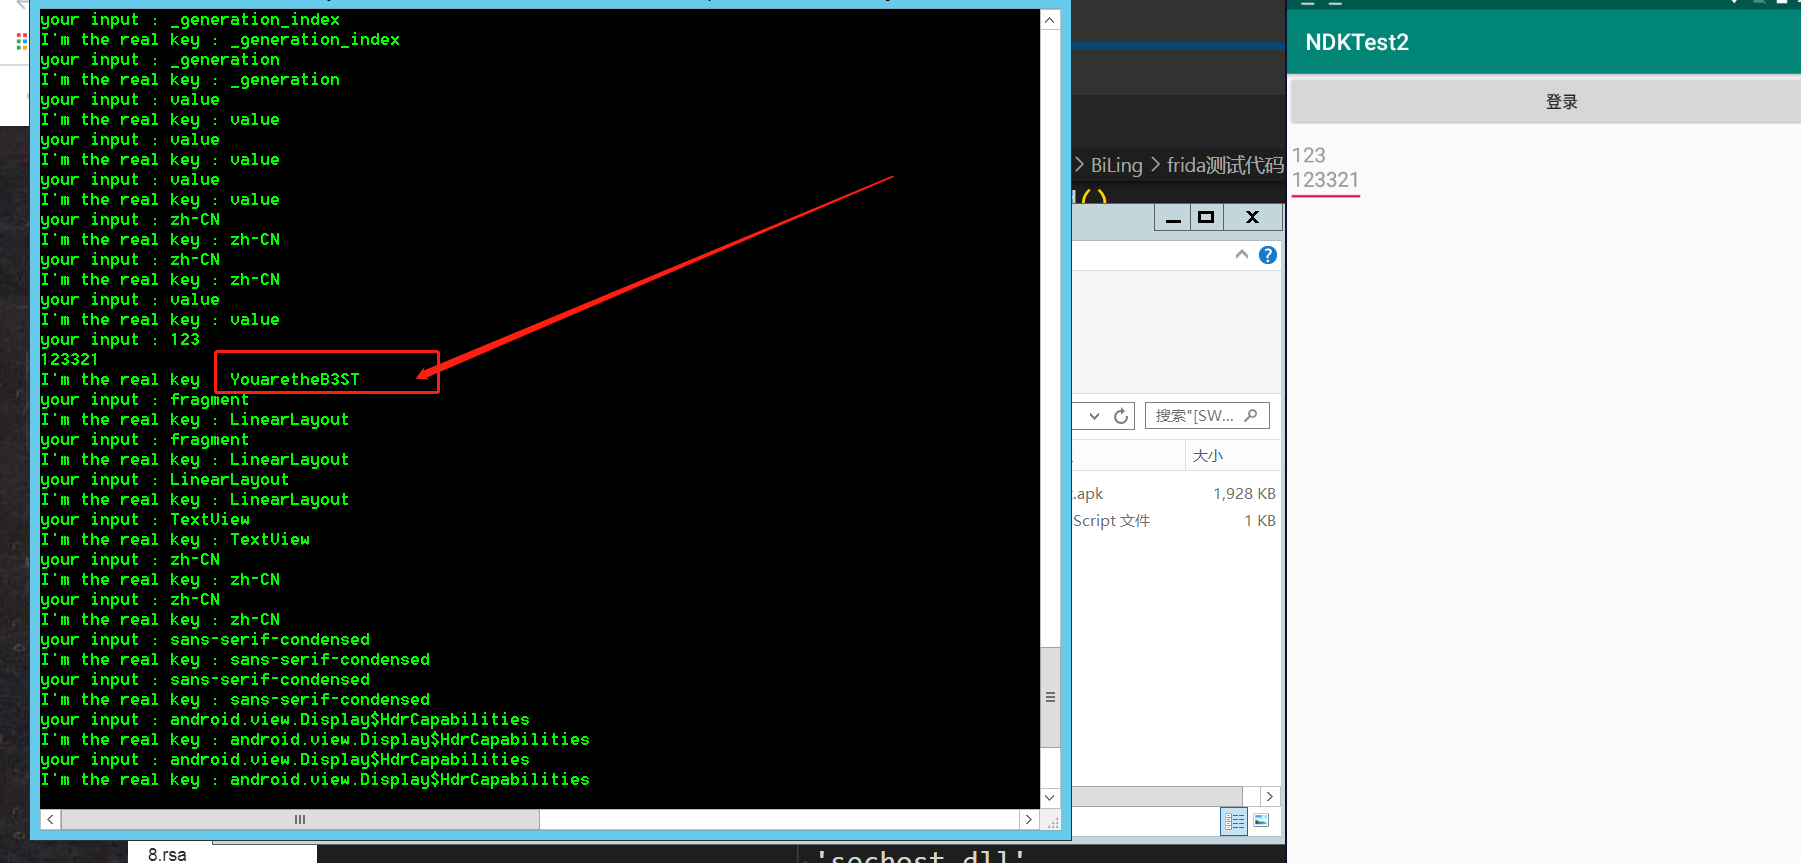 your input : _generation_index
I'm the real key : _generation_index
your input : _generation
I'm the real key : _generation
your input : value
I'm the real key : value
your input : value
I'm the real key : value
your input : value
I'm the real key : value
your input : zh-CN
I'm the real key : zh-CN
your input : zh-CN
I'm the real key : zh-CN
your input : value
I'm the real key : value
your input : 123
123321
I'm the real key YouaretheB3ST
your input : fragment
I'm the real key : LinearLayout
your input : fragment
I'm the real key : LinearLayout
your input : LinearLayout
I'm the real key : LinearLayout
your input : TextView
I'm the real key : TextView
your input : zh-CN
I'm the real key : zh-CN
your input : zh-CN
I'm the real key : zh-CN
your input : sans-serif-condensed
I'm the real key : sans-serif-condensed
your input : sans-serif-condensed
I'm the real key : sans-serif-condensed
your input : android.view.Display$HdrCapabilities
I'm the real key : android.view.Display$HdrCapabilities
your input : android.view.Display$HdrCapabilities
I'm the real key : android.view.Display$HdrCapabilities
8.rsa
> BiLing > frida测试代码
()
搜索"[SW...
大小
.apk 1,928 KB
Script 文件 1 KB
'sochost.dll'
NDKTest2
登录
123
123321